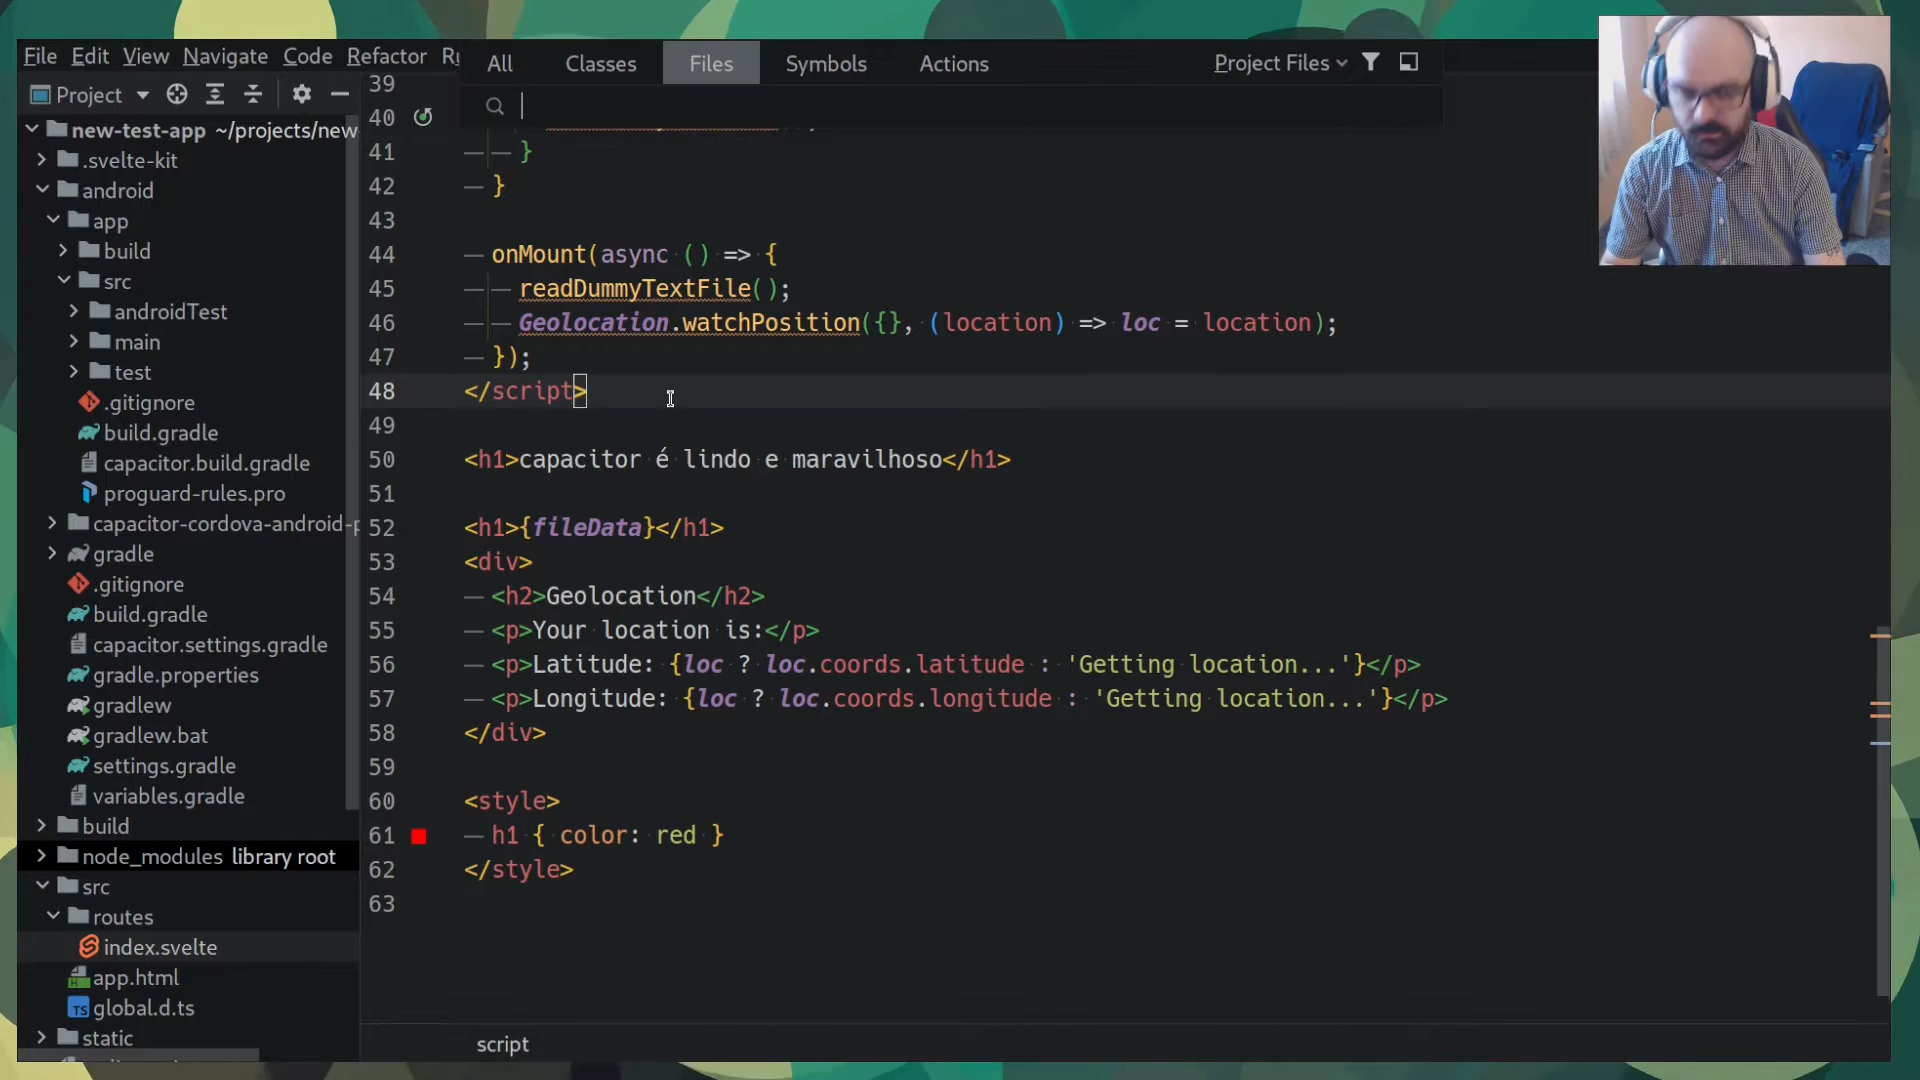 File Edit View Navigate Code Refactor
All Classes Files Symbols Actions Project Files
Project
new-test-app ~/projects/new
.svelte-kit
android
app
build
src
androidTest
main
test
.gitignore
build.gradle
capacitor.build.gradle
proguard-rules.pro
capacitor-cordova-android-p
gradle
.gitignore
build.gradle
capacitor.settings.gradle
gradle.properties
gradlew
gradlew.bat
settings.gradle
variables.gradle
build
node_modules library root
src
routes
index.svelte
app.html
global.d.ts
static
39
40
41 }
42 }
43
44 onMount(async () => {
45 readDummyTextFile();
46 Geolocation.watchPosition({}, (location) => loc = location);
47 });
48 </script>
49
50 <h1>capacitor é lindo e maravilhoso</h1>
51
52 <h1>{fileData}</h1>
53 <div>
54 <h2>Geolocation</h2>
55 <p>Your location is:</p>
56 <p>Latitude: {loc ? loc.coords.latitude : 'Getting location...'}</p>
57 <p>Longitude: {loc ? loc.coords.longitude : 'Getting location...'}</p>
58 </div>
59
60 <style>
61 h1 { color: red }
62 </style>
63
script